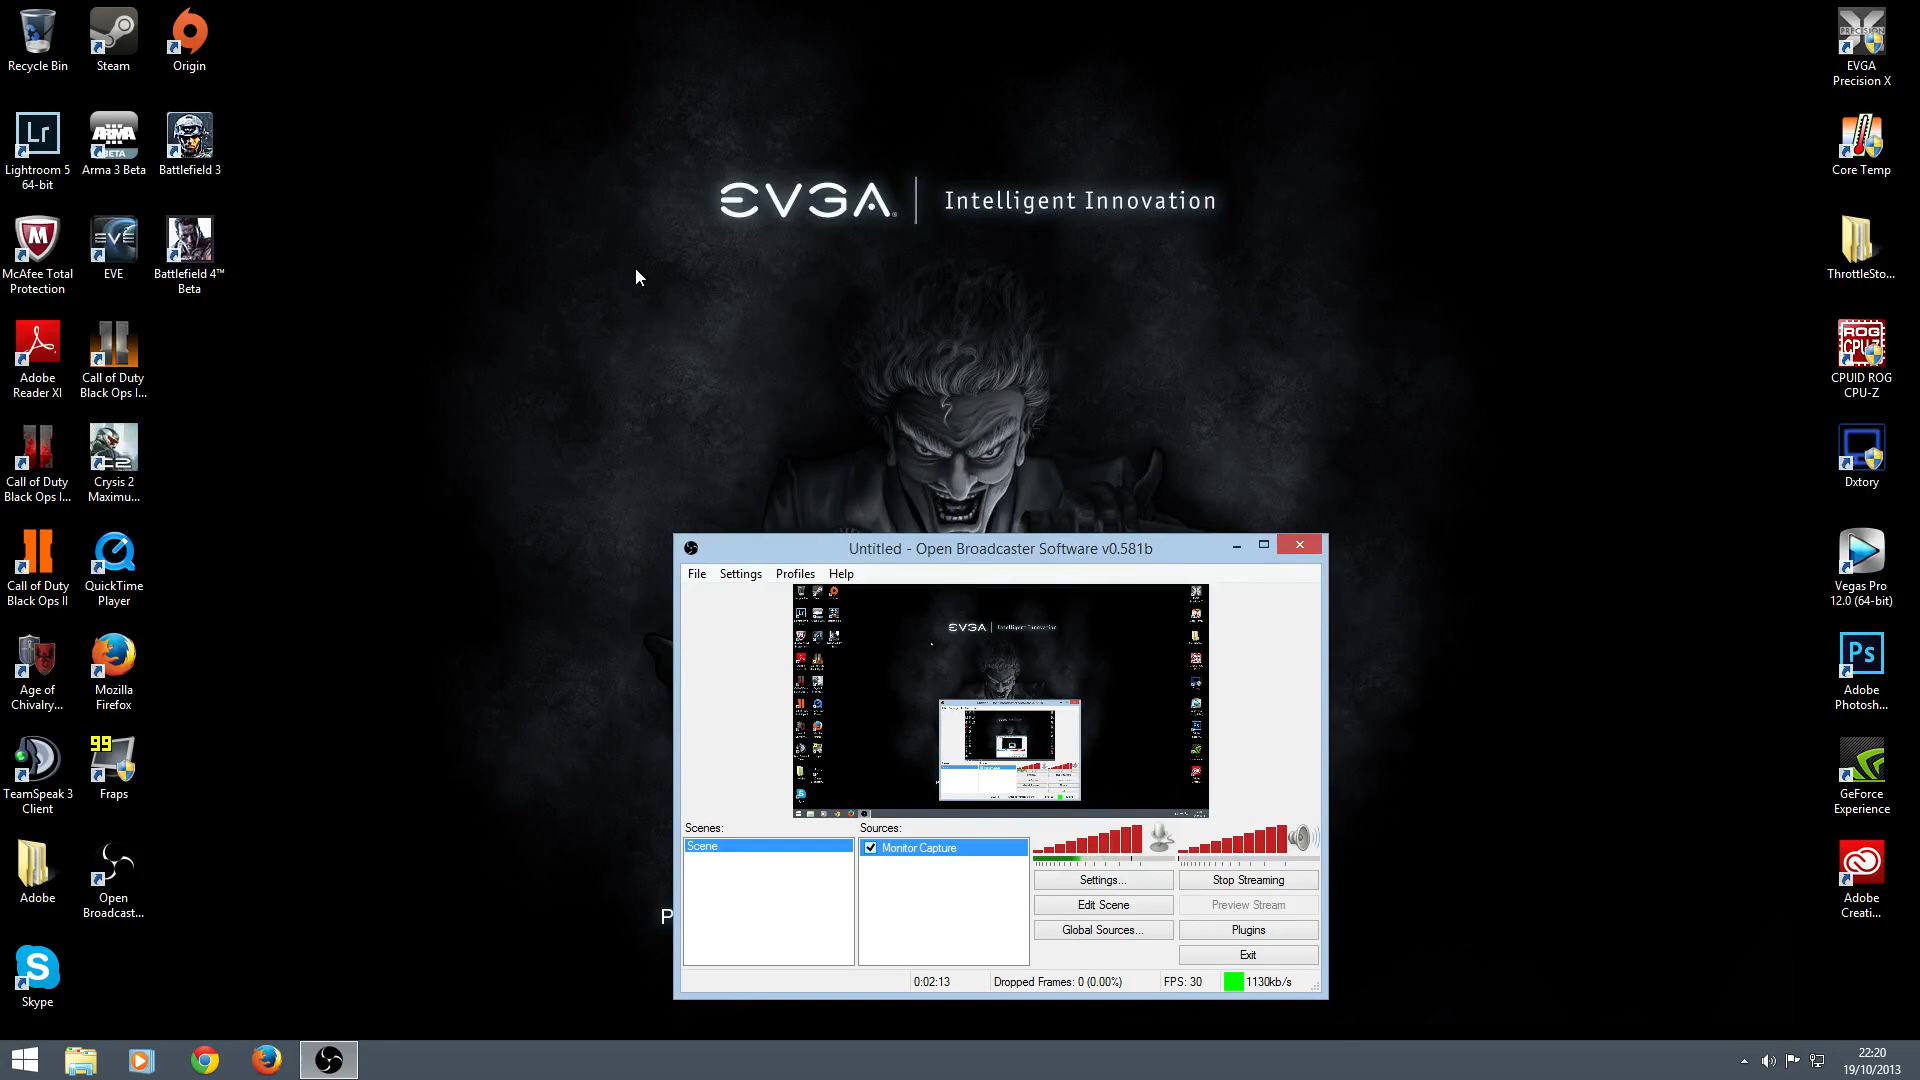 Recycle Bin
Steam
Origin
Lightroom 5
64-bit
Arma 3 Beta
Battlefield 3
McAfee Total
Protection
EVE
Battlefield 4™
Beta
Adobe
Reader XI
Call of Duty
Black Ops I...
Call of Duty
Black Ops I...
Crysis 2
Maximu...
Call of Duty
Black Ops II
QuickTime
Player
Age of
Chivalry...
Mozilla
Firefox
TeamSpeak 3
Client
99
Fraps
Adobe
Open
Broadcast...
Skype
EVGA
Intelligent Innovation
P
EVGA
Precision X
Core Temp
ThrottleSto...
CPUID ROG
CPU-Z
Dxtory
Vegas Pro
12.0 (64-bit)
Adobe
Photosh...
GeForce
Experience
Adobe
Creati...
Untitled - Open Broadcaster Software v0.581b
File
Settings
Profiles
Help
EVGA
Intelligent Innovation
Scenes:
Scene
Sources:
Monitor Capture
Settings...
Stop Streaming
Edit Scene
Preview Stream
Global Sources...
Plugins
Exit
0:02:13
Dropped Frames: 0 (0.00%)
FPS: 30
1130kb/s
22:20
19/10/2013